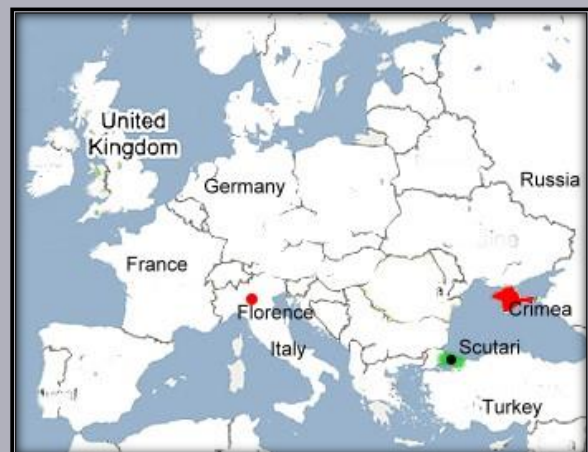 United
Kingdom
Germany
Russia
France
Florence
Crimea
Italy
Scutari
Turkey